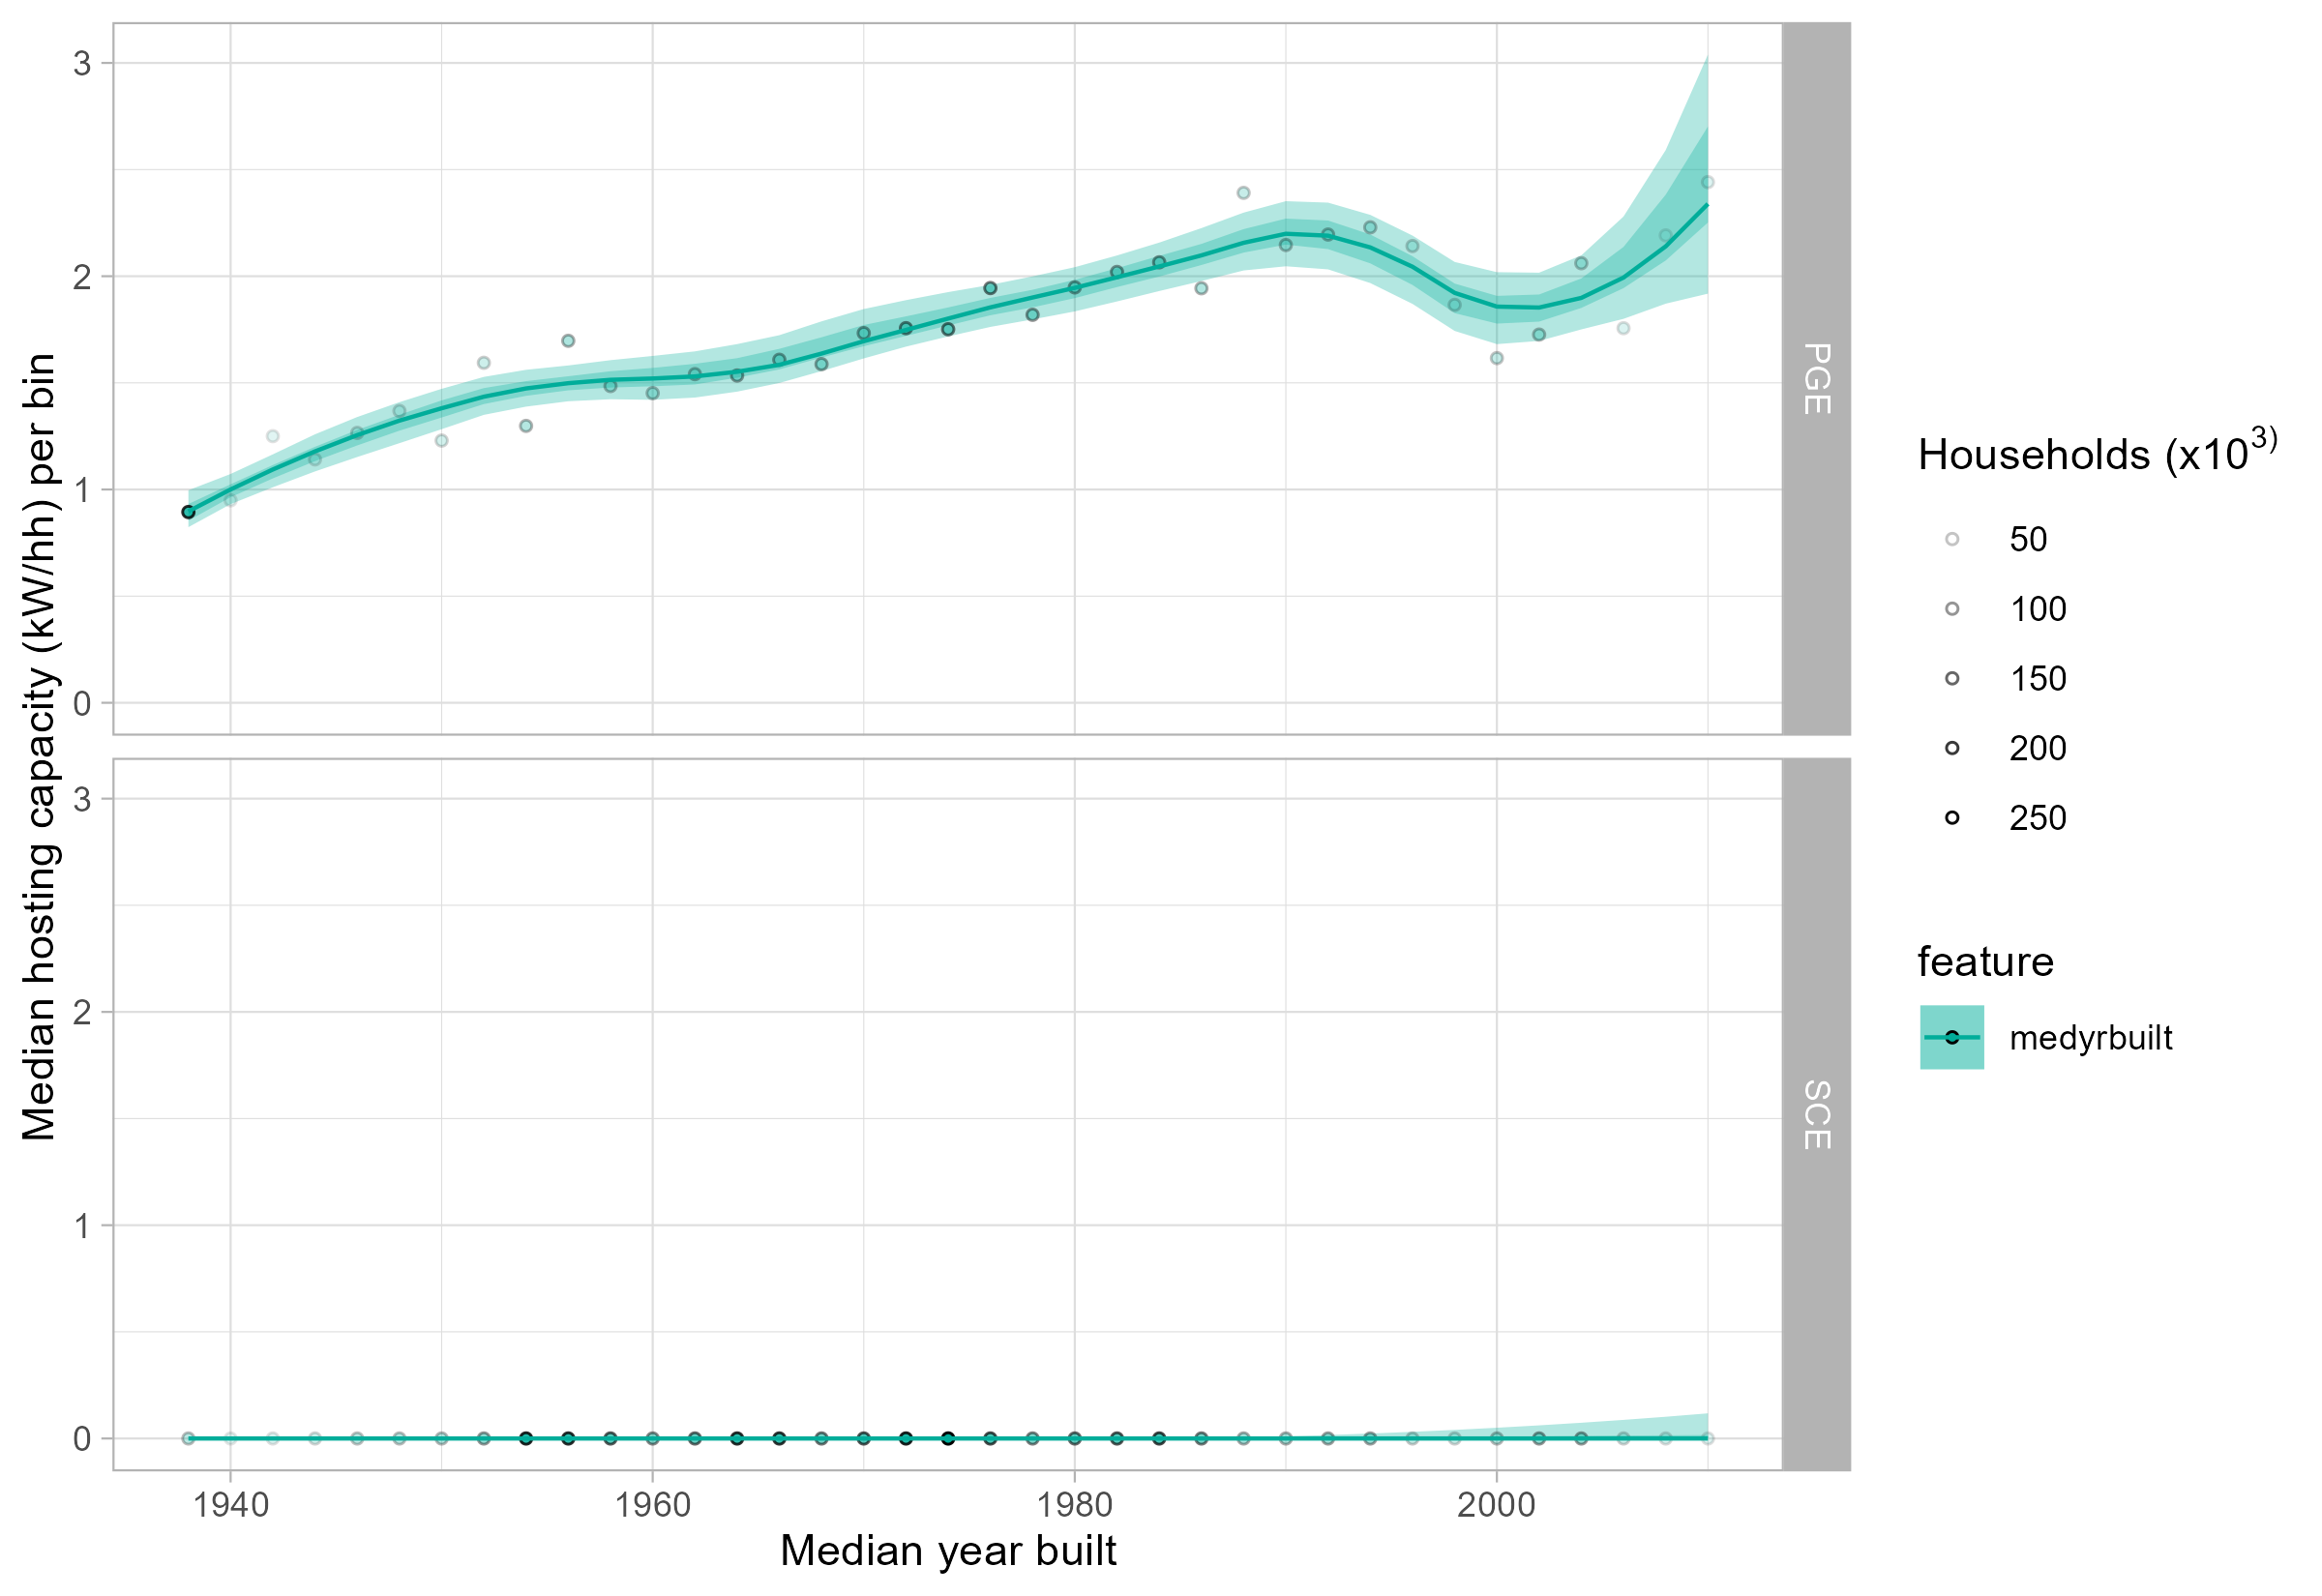 Median hosting capacity (kW/hh) per bin
3
2
1
0
PGE
3
2
1
0
SCE
1940
1960
1980
2000
Median year built
Households (x10³⁾
50
100
150
200
250
feature
medyrbuilt